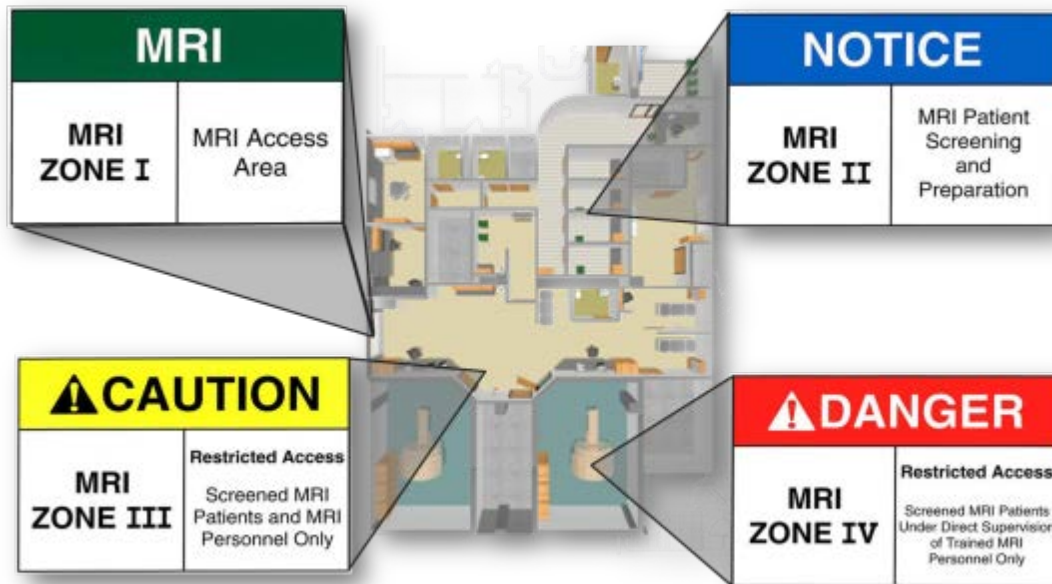 MRI
MRI
ZONE I
MRI Access
Area
NOTICE
MRI
ZONE II
MRI Patient
Screening
and
Preparation
CAUTION
MRI
ZONE III
Restricted Access
Screened MRI
Patients and MRI
Personnel Only
DANGER
MRI
ZONE IV
Restricted Access
Screened MRI Patients
Under Direct Supervision
of Trained MRI
Personnel Only